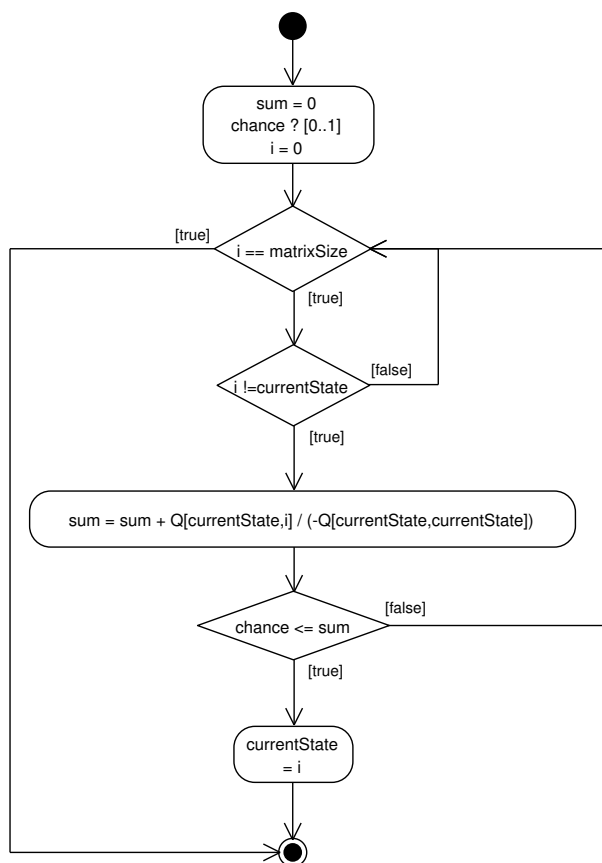 sum = 0
chance ? [0..1]
i = 0
[true]
i == matrixSize
[true]
i !=currentState
[false]
[true]
sum = sum + Q[currentState,i] / (-Q[currentState,currentState])
[false]
chance <= sum
[true]
currentState
= i